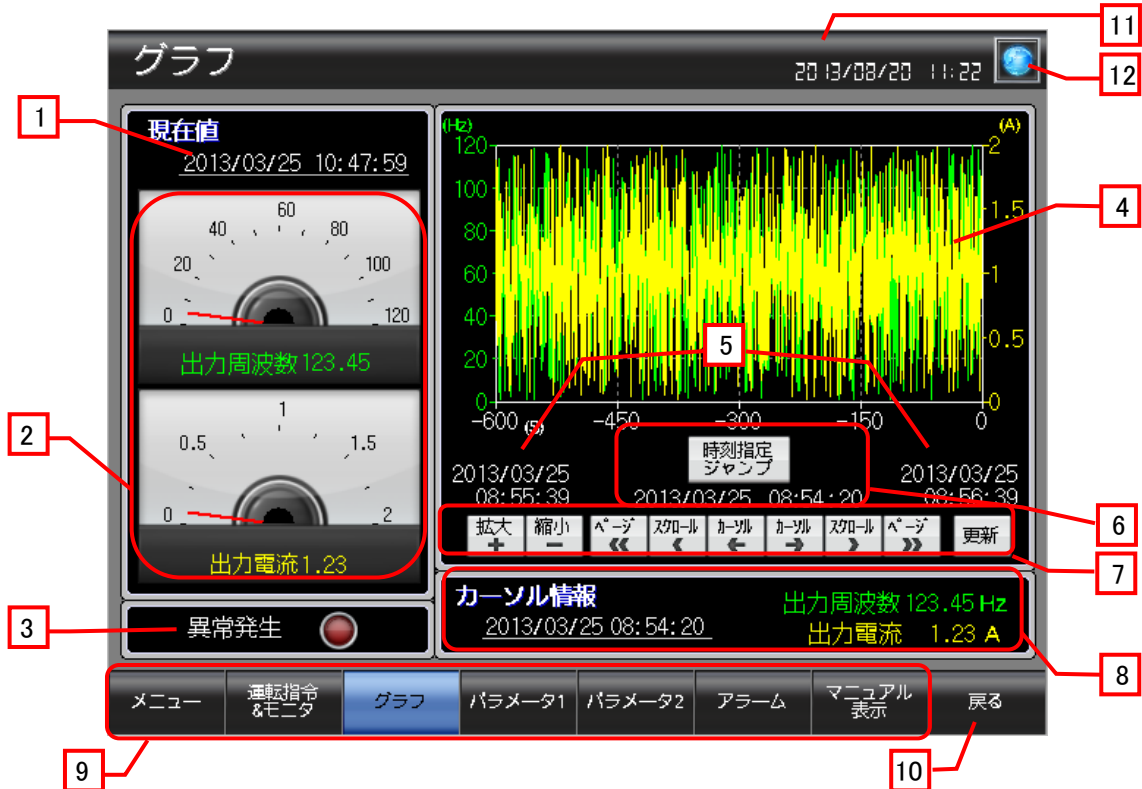 グラフ
2013/08/20 11:22
11
12
1
現在値
2013/03/25 10:47:59
0
20
40
60
80
100
120
出力周波数123.45
2
0
0.5
1
1.5
2
出力電流1.23
3
異常発生
(Hz)
120
100
80
60
40
20
0
(A)
2
1.5
1
0.5
0
4
5
-600
(S)
-450
-300
-150
0
2013/03/25
08:55:39
時刻指定
ジャンプ
2013/03/25 08:54:20
2013/03/25
08:56:39
6
拡大
+
縮小
−
ページ
《
スクロール
〈
カーソル
←
カーソル
→
スクロール
〉
ページ
》
更新
7
カーソル情報
2013/03/25 08:54:20
出力周波数 123.45 Hz
出力電流 1.23 A
8
メニュー
運転指令
&モニタ
グラフ
パラメータ1
パラメータ2
アラーム
マニュアル
表示
戻る
9
10